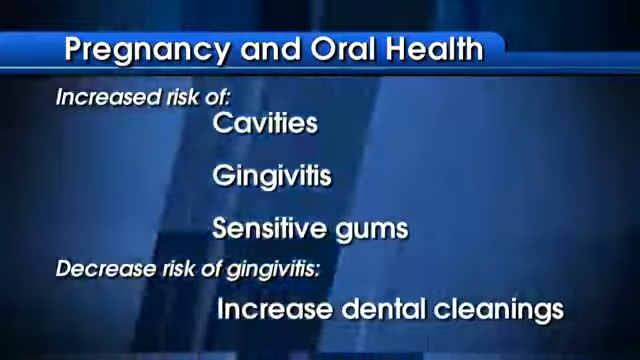 Pregnancy and Oral Health
Increased risk of:
Cavities
Gingivitis
Sensitive gums
Decrease risk of gingivitis:
Increase dental cleanings